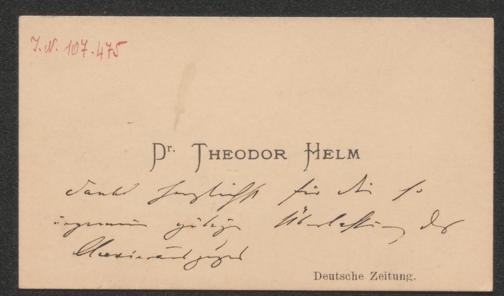 I.N. 107.475
Dr. THEODOR HELM
dankt herzlichst für die so
ungemein gütige Überlassung der
Deutsche Zeitung.